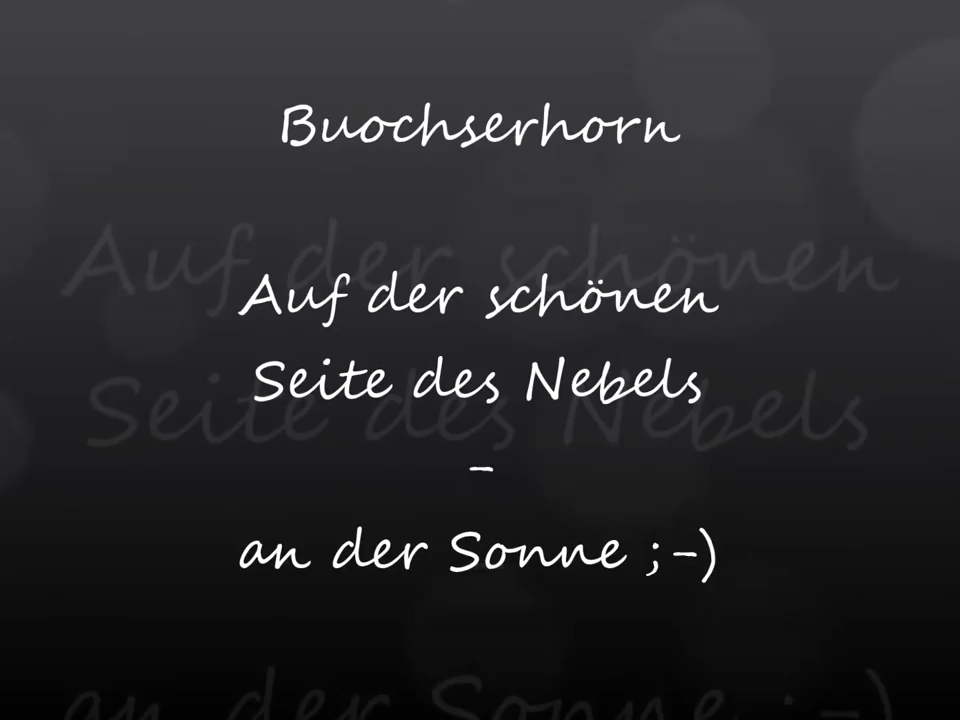 Buochserhorn
Auf der schönen
Seite des Nebels
-
an der Sonne ;-)